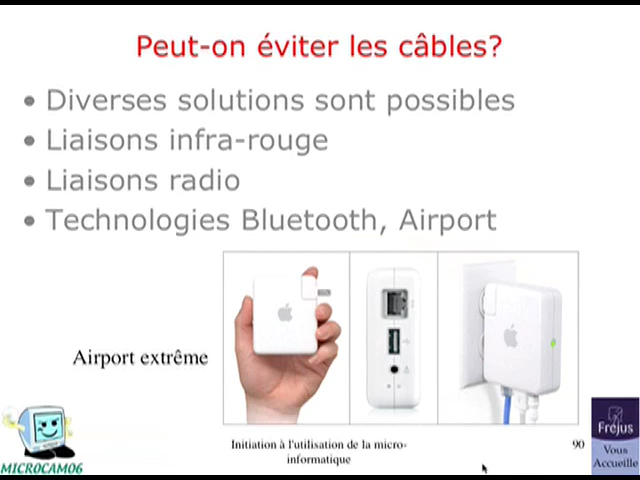 Peut-on éviter les câbles?
• Diverses solutions sont possibles
• Liaisons infra-rouge
• Liaisons radio
• Technologies Bluetooth, Airport
Airport extrême
MICROCAM06
Initiation à l'utilisation de la micro-
informatique
90
Fréjus
Vous
Accueille